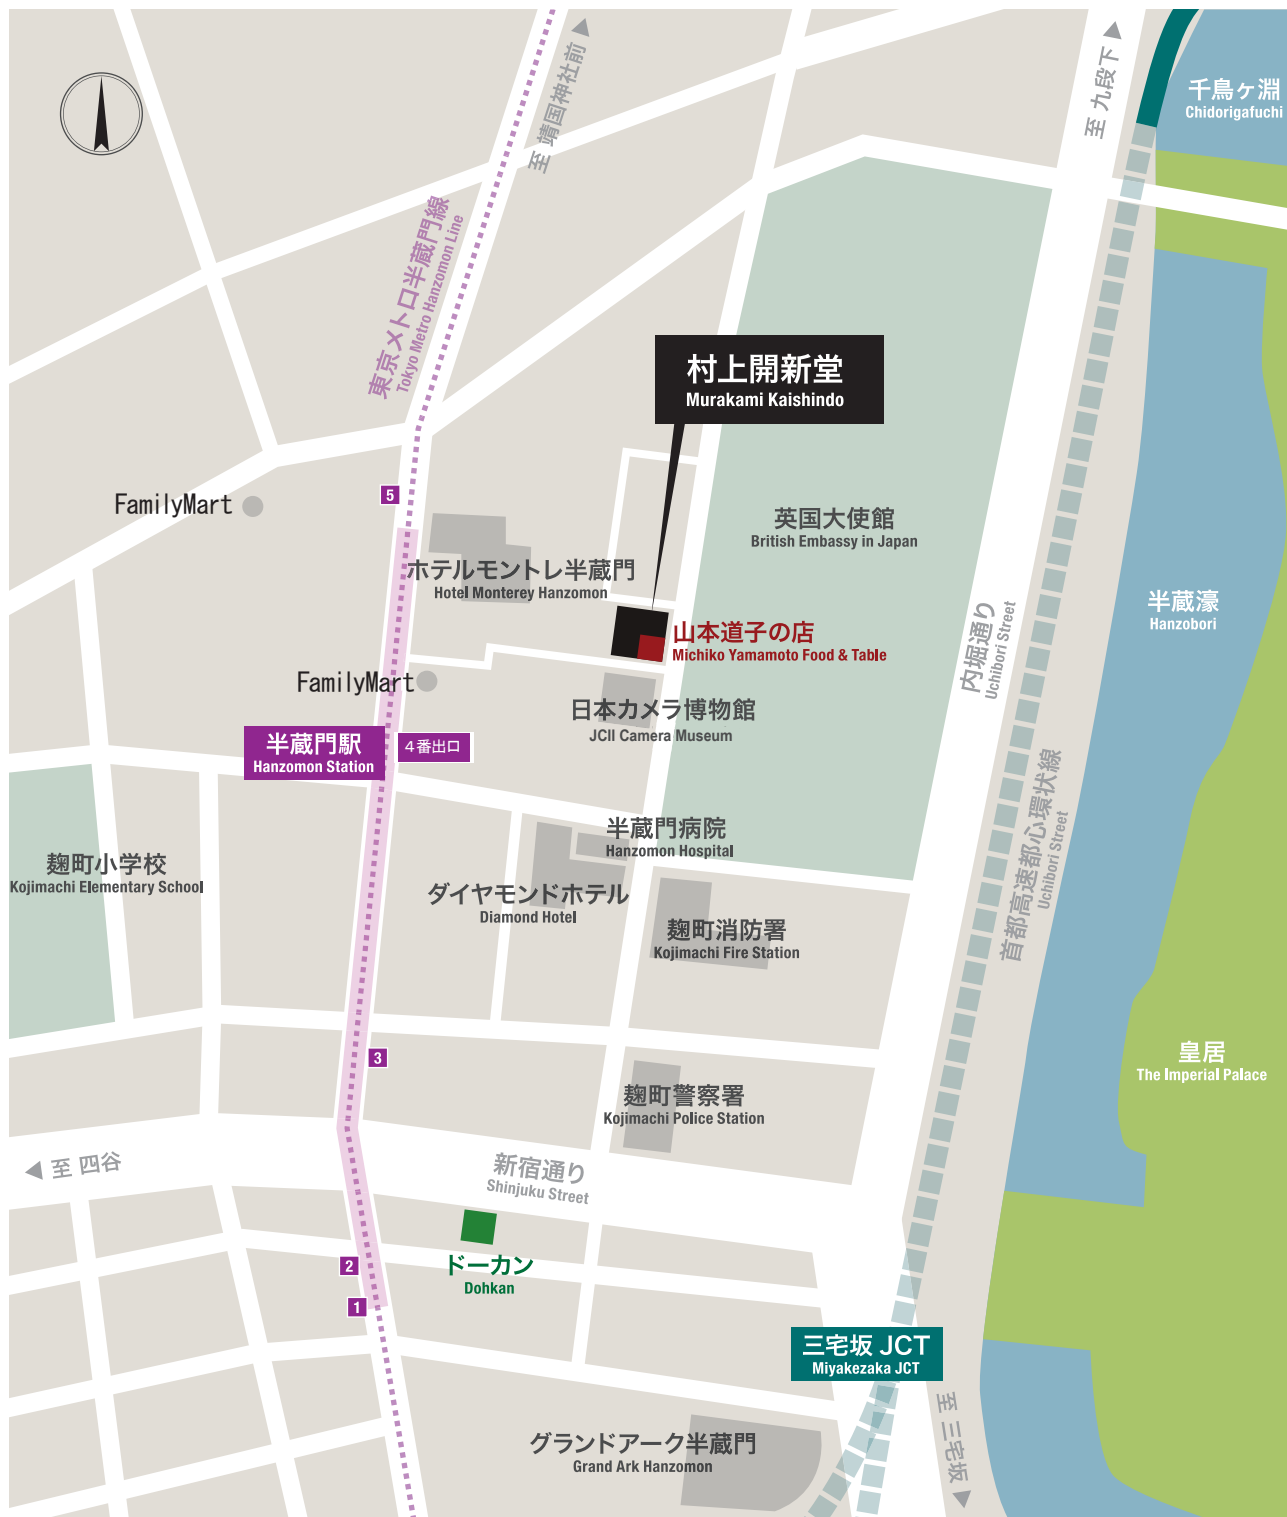 至 靖国神社前
至 九段下
千鳥ヶ淵
Chidorigafuchi
東京メトロ半蔵門線
Tokyo Metro Hanzomon Line
村上開新堂
Murakami Kaishindo
FamilyMart
5
英国大使館
British Embassy in Japan
ホテルモントレ半蔵門
Hotel Monterey Hanzomon
半蔵濠
Hanzobori
内堀通り
Uchibori Street
山本道子の店
Michiko Yamamoto Food & Table
FamilyMart
日本カメラ博物館
JCII Camera Museum
半蔵門駅
Hanzomon Station
4番出口
首都高速都心環状線
Uchibori Street
半蔵門病院
Hanzomon Hospital
麹町小学校
Kojimachi Elementary School
ダイヤモンドホテル
Diamond Hotel
麹町消防署
Kojimachi Fire Station
3
皇居
The Imperial Palace
麹町警察署
Kojimachi Police Station
至 四谷
新宿通り
Shinjuku Street
2
ドーカン
Dohkan
1
三宅坂 JCT
Miyakezaka JCT
至 三宅坂
グランドアーク半蔵門
Grand Ark Hanzomon